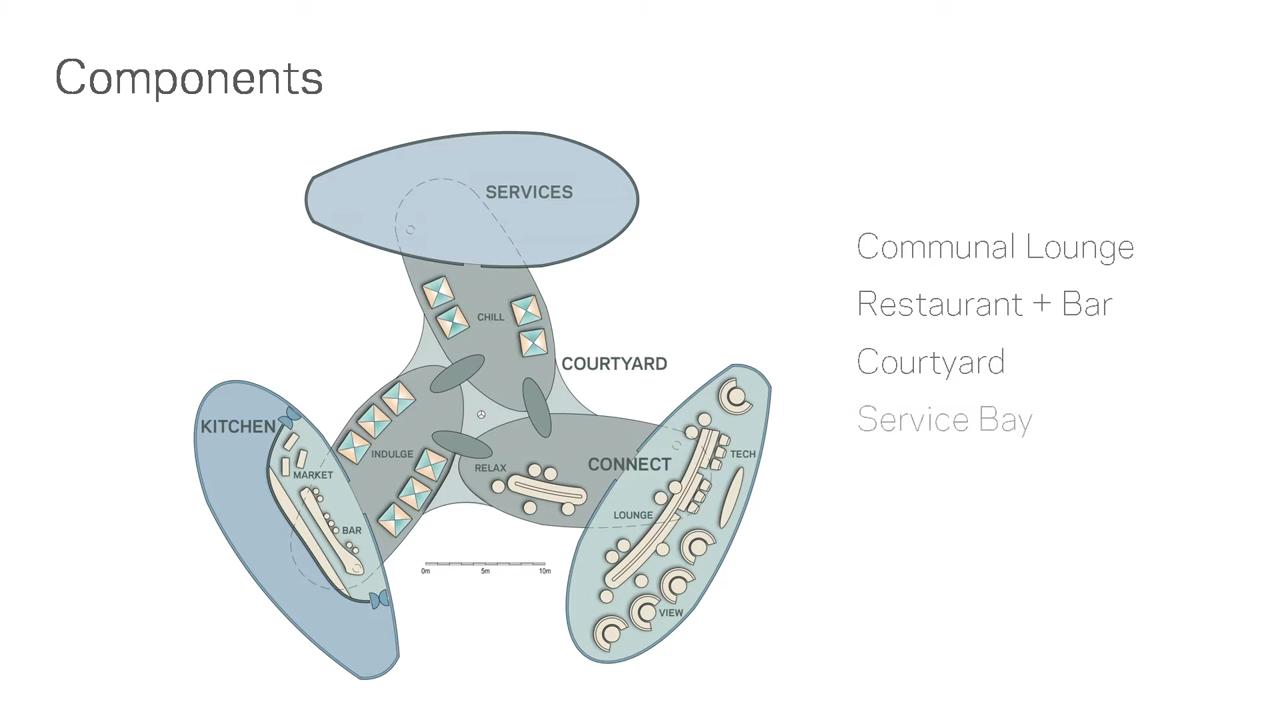 Components
SERVICES
CHILL
COURTYARD
KITCHEN
INDULGE
MARKET
BAR
RELAX
CONNECT
TECH
LOUNGE
VIEW
0m 5m 10m
Communal Lounge
Restaurant + Bar
Courtyard
Service Bay